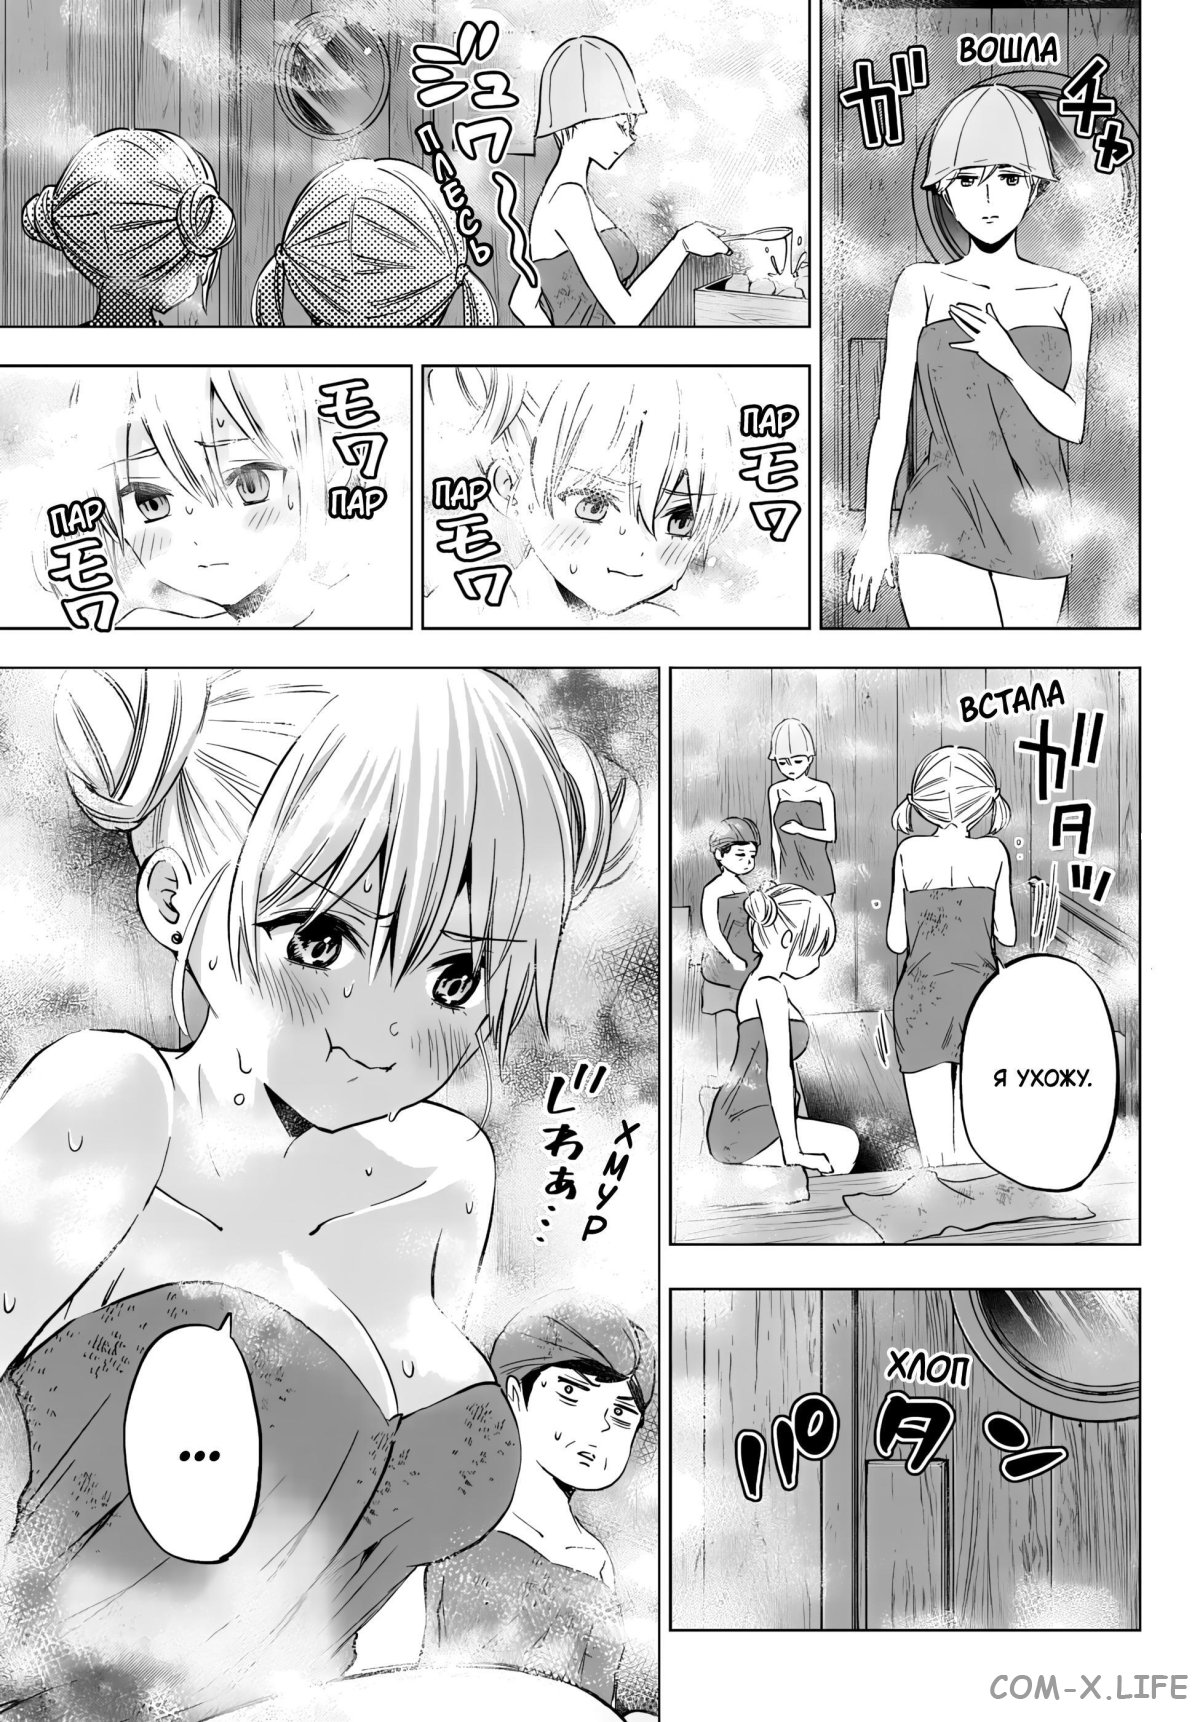 ВОШЛА
ガチャ
ジュワ〜〜
ПЛЕСЬ
ПАР
モワ
ПАР
モワ
モワ
ПАР
ПАР
モワ
ВСТАЛА
ガタッ
Я УХОЖУ.
ХЛОП
パタン
じわぁ…
ХМУР
...
COM-X.LIFE